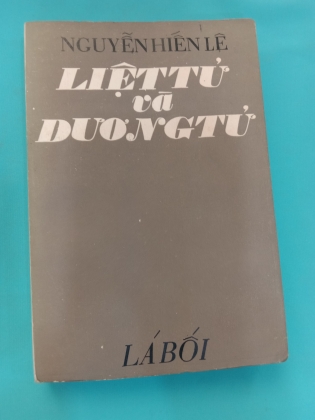 NGUYỄN HIẾN LÊ
LIỆT TỬ
và
DƯƠNG TỬ
LÁ BỐI